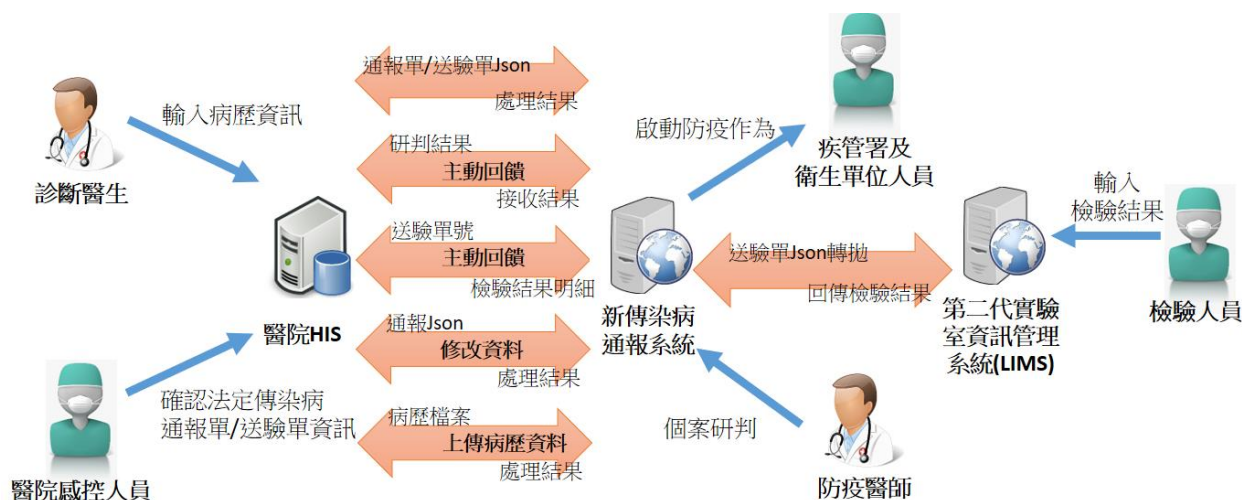 輸入病歷資訊
診斷醫生
醫院HIS
確認法定傳染病
通報單/送驗單資訊
醫院感控人員
通報單/送驗單Json
處理結果
研判結果
主動回饋
接收結果
送驗單號
主動回饋
檢驗結果明細
通報Json
修改資料
處理結果
病歷檔案
上傳病歷資料
處理結果
啟動防疫作為
疾管署及
衛生單位人員
新傳染病
通報系統
送驗單Json轉拋
回傳檢驗結果
個案研判
防疫醫師
第二代實驗
室資訊管理
系統(LIMS)
輸入
檢驗結果
檢驗人員